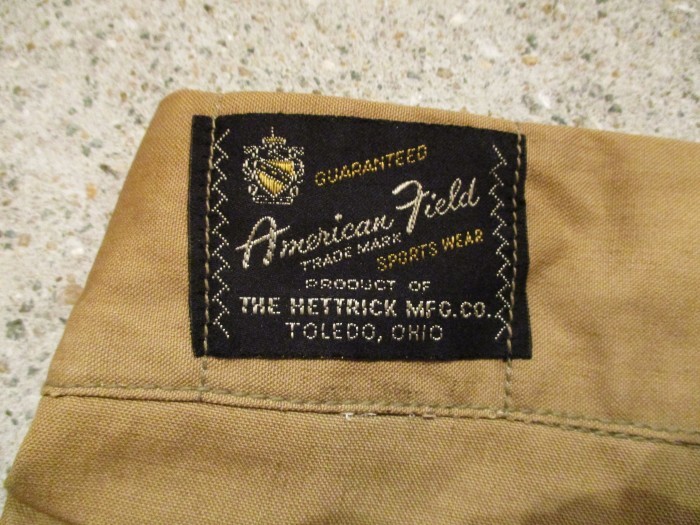 GUARANTEED
American Field
TRADE MARK
SPORTS WEAR
PRODUCT OF
THE HETTRICK MFG.CO.
TOLEDO, OHIO